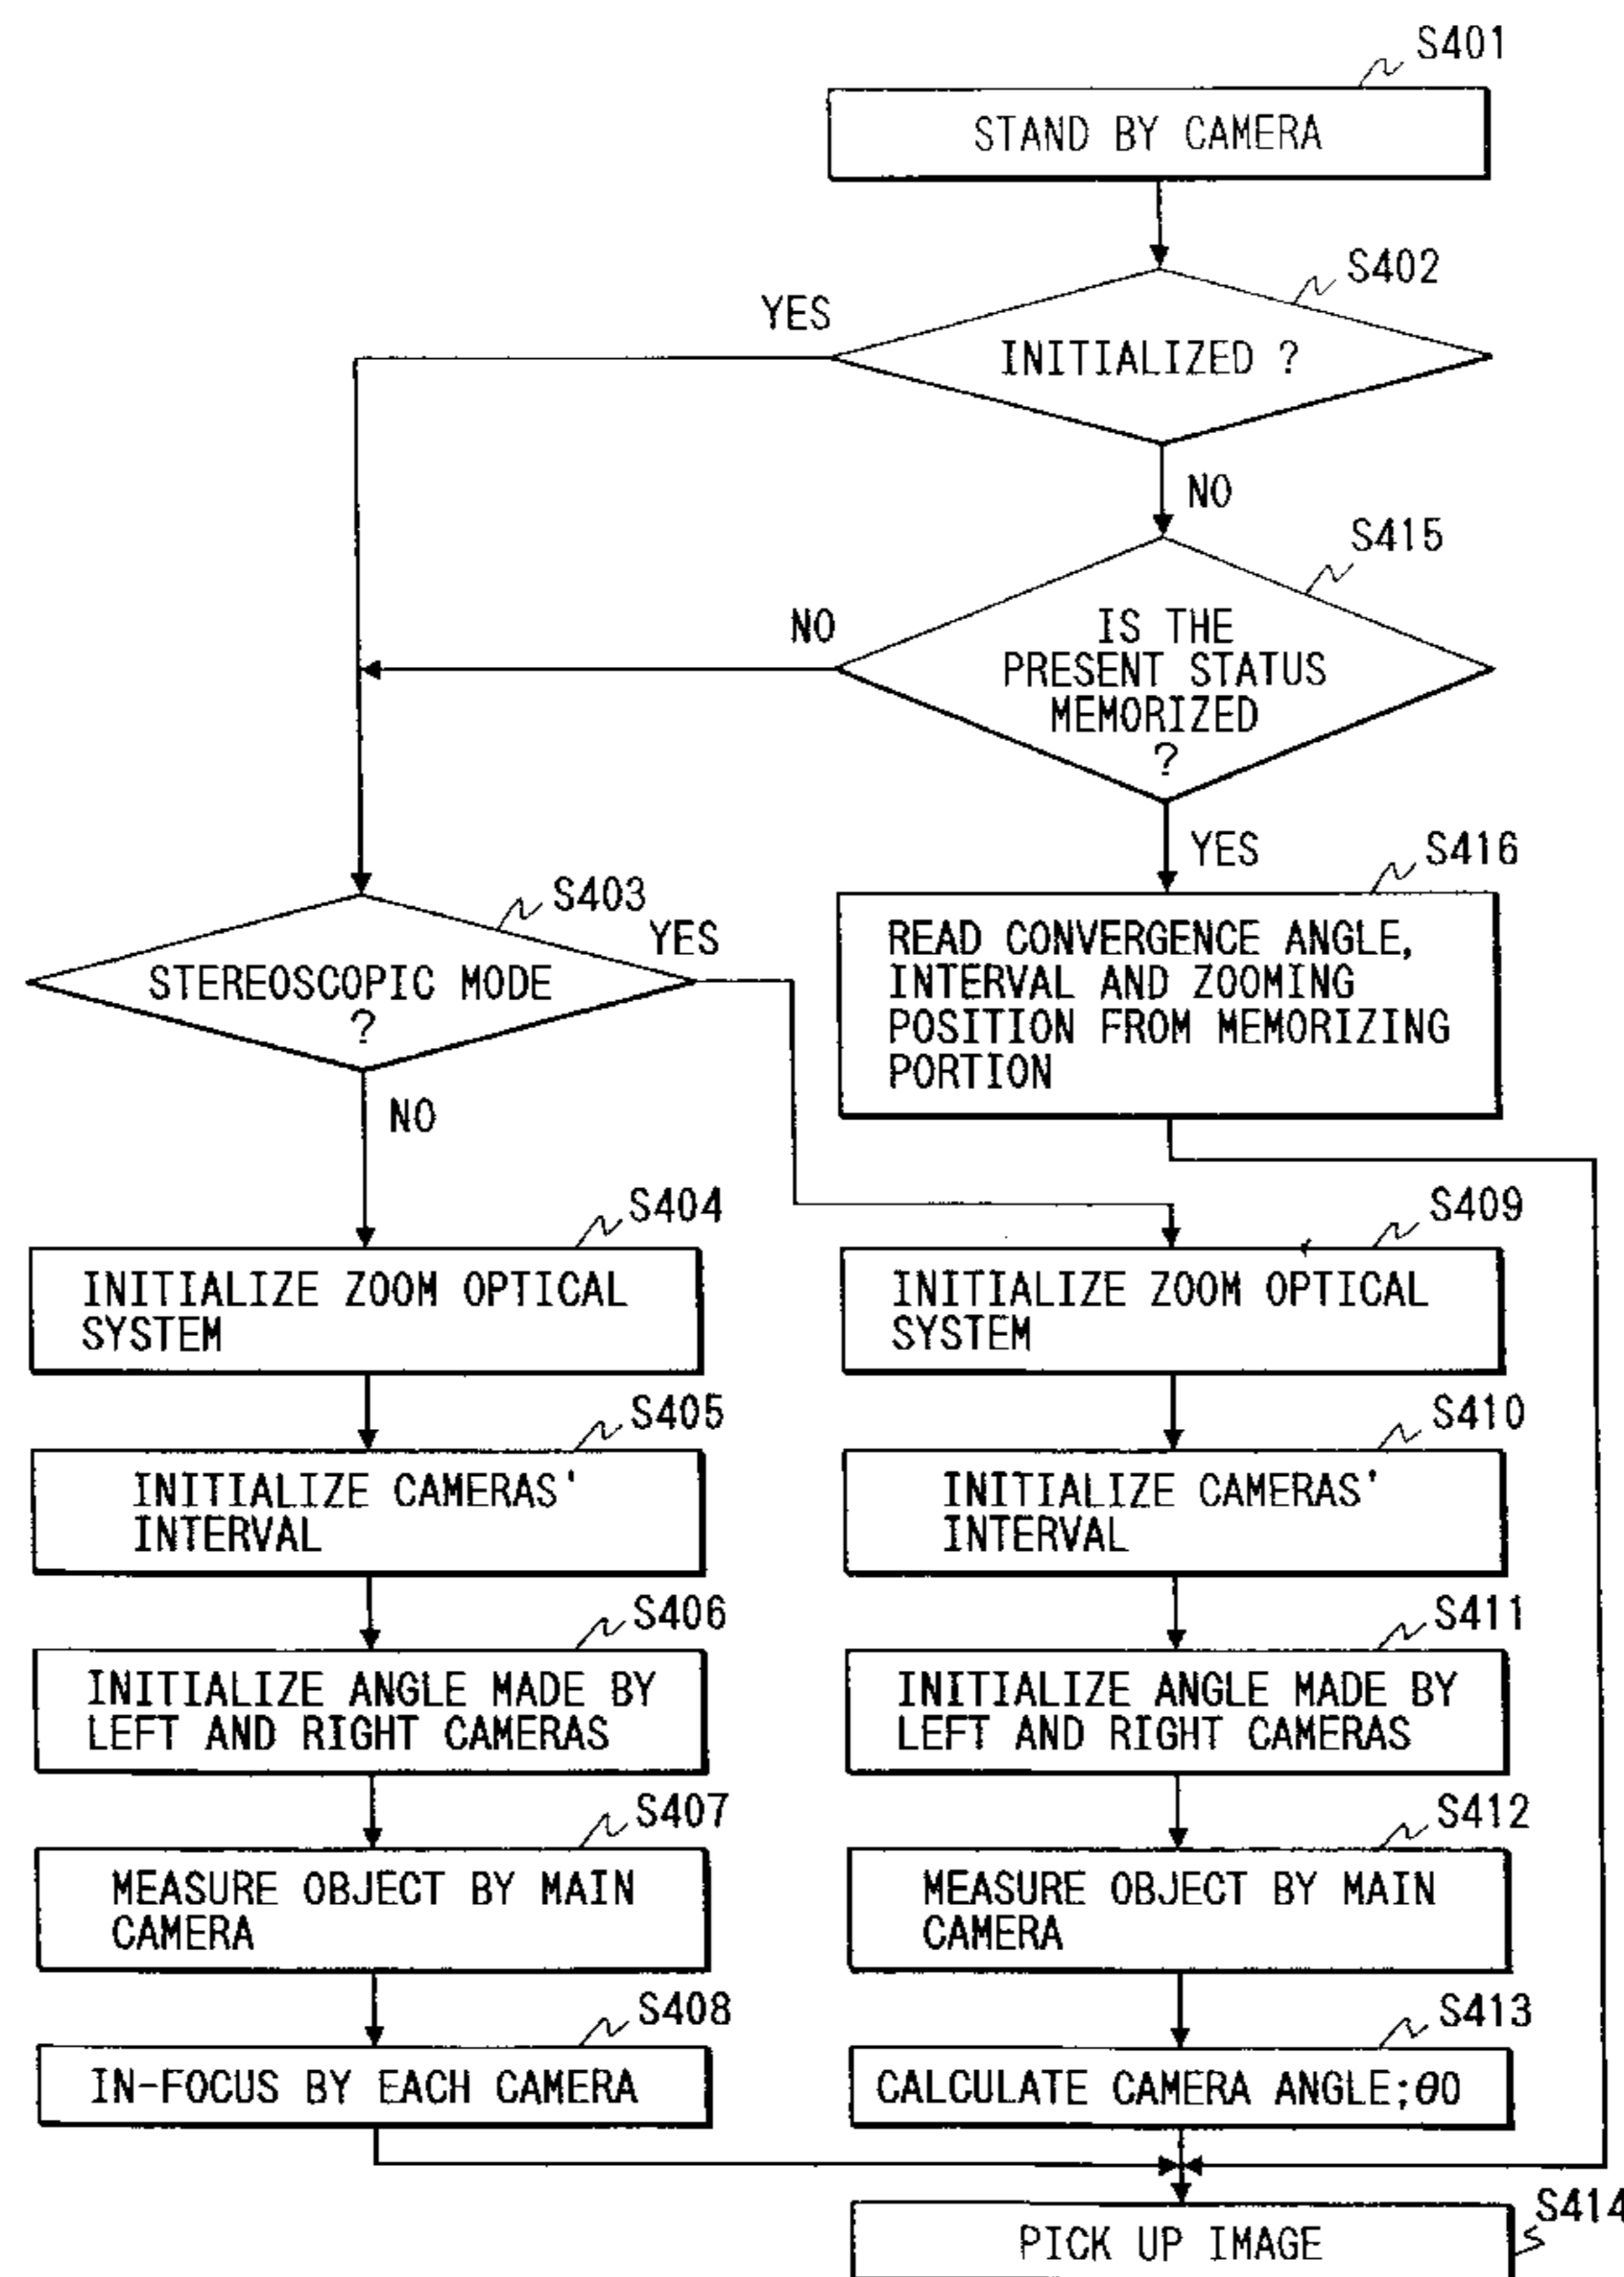 S401
STAND BY CAMERA
S402
YES
INITIALIZED ?
NO
S415
NO
IS THE
PRESENT STATUS
MEMORIZED
?
YES
S416
S403
YES
STEREOSCOPIC MODE
?
NO
READ CONVERGENCE ANGLE,
INTERVAL AND ZOOMING
POSITION FROM MEMORIZING
PORTION
S404
INITIALIZE ZOOM OPTICAL
SYSTEM
S405
INITIALIZE CAMERAS'
INTERVAL
S406
INITIALIZE ANGLE MADE BY
LEFT AND RIGHT CAMERAS
S407
MEASURE OBJECT BY MAIN
CAMERA
S408
IN-FOCUS BY EACH CAMERA
S409
INITIALIZE ZOOM OPTICAL
SYSTEM
S410
INITIALIZE CAMERAS'
INTERVAL
S411
INITIALIZE ANGLE MADE BY
LEFT AND RIGHT CAMERAS
S412
MEASURE OBJECT BY MAIN
CAMERA
S413
CALCULATE CAMERA ANGLE;θ0
S414
PICK UP IMAGE